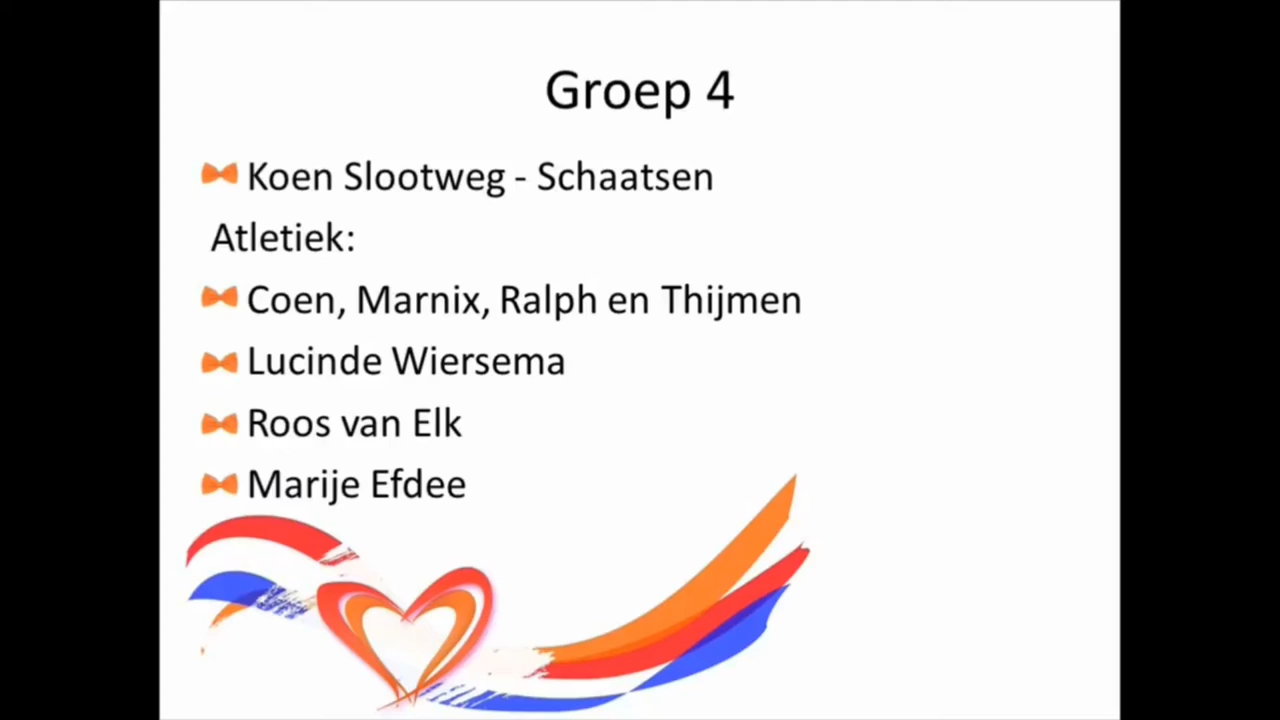 Groep 4
Koen Slootweg - Schaatsen
Atletiek:
Coen, Marnix, Ralph en Thijmen
Lucinde Wiersema
Roos van Elk
Marije Efdee